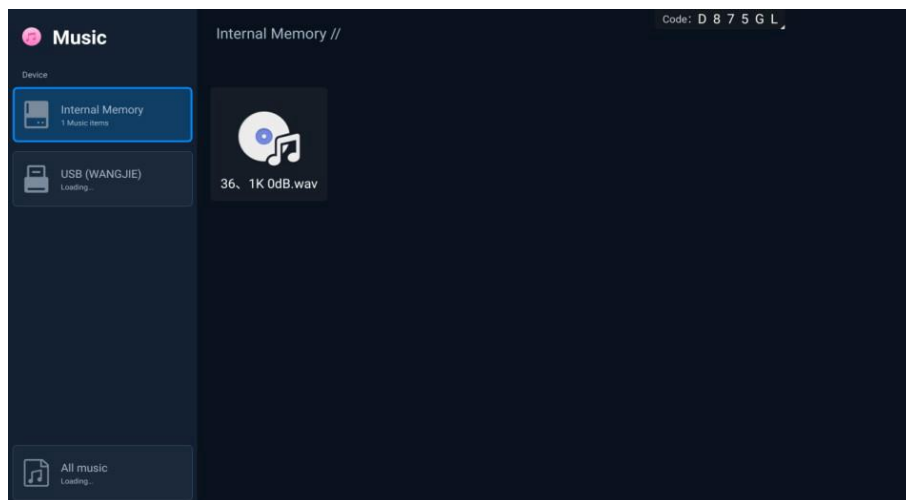 Music
Internal Memory //
Code: D 8 7 5 G L
Device
Internal Memory
1 Music items
USB (WANGJIE)
Loading...
36、1K 0dB.wav
All music
Loading...